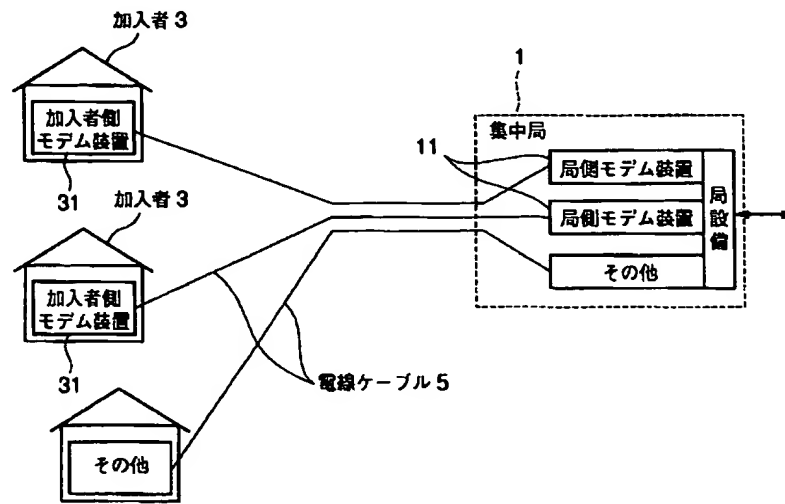 加入者 3
加入者側
モデム装置
31
加入者 3
加入者側
モデム装置
31
その他
電線ケーブル 5
1
集中局
11
局側モデム装置
局側モデム装置
その他
局設備